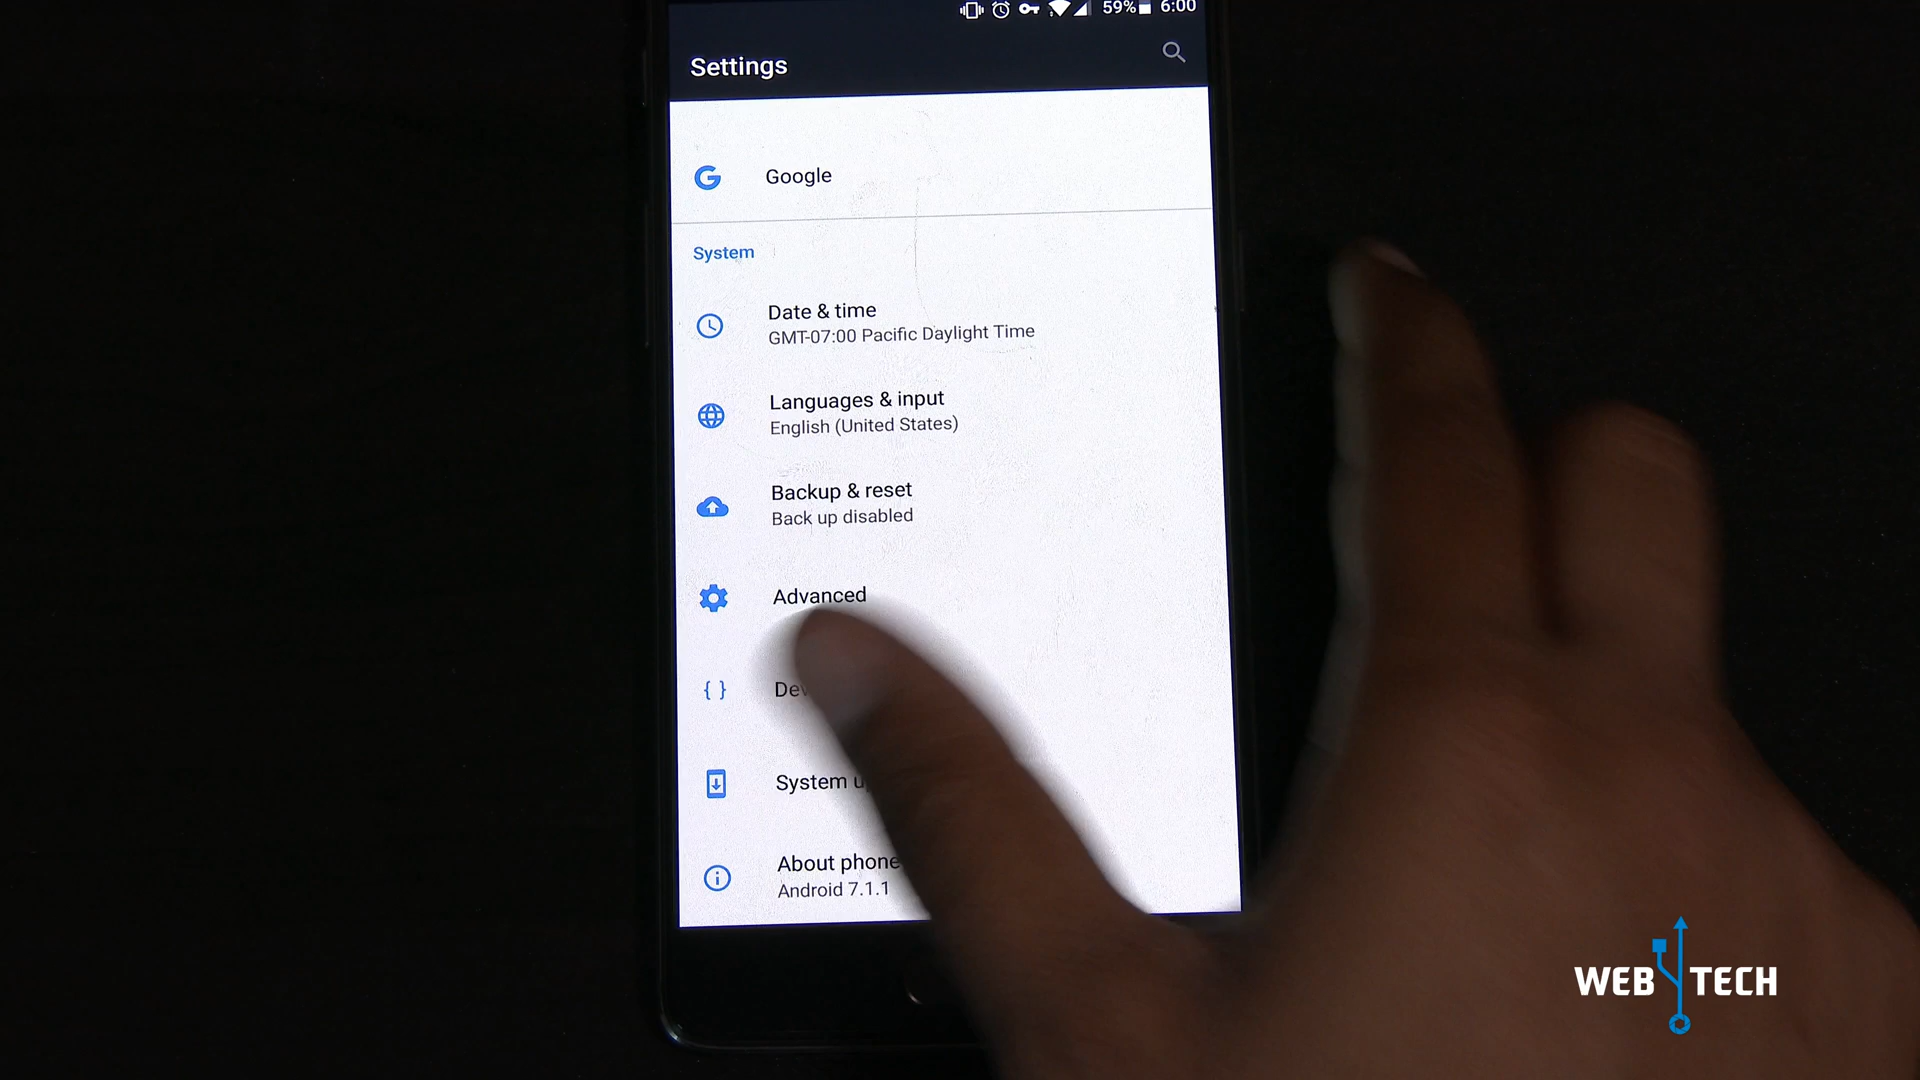 59% 6:00
Settings
Google
System
Date & time
GMT-07:00 Pacific Daylight Time
Languages & input
English (United States)
Backup & reset
Back up disabled
Advanced
{ }
System
About phone
Android 7.1.1
WEB TECH